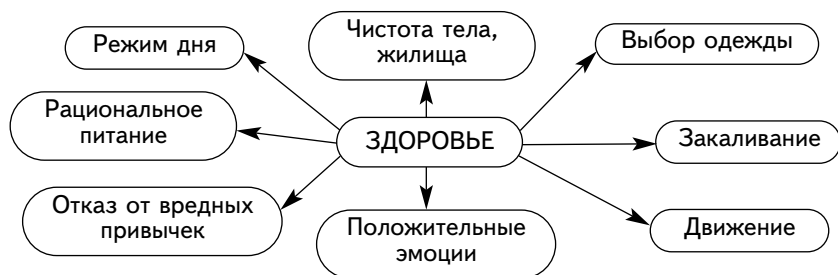 Режим дня
Чистота тела,
жилища
Выбор одежды
Рациональное
питание
ЗДОРОВЬЕ
Закаливание
Отказ от вредных
привычек
Положительные
эмоции
Движение